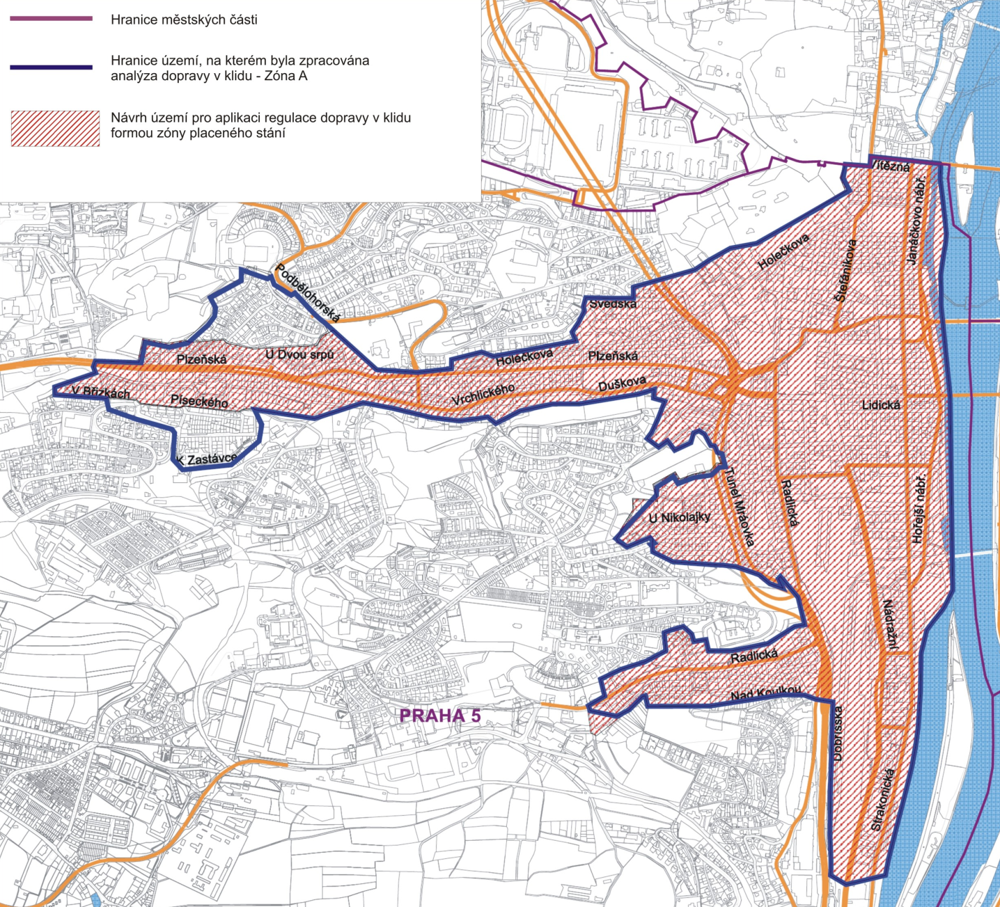 Hranice městských části
Hranice území, na kterém byla zpracována
analýza dopravy v klidu - Zóna A
Návrh území pro aplikaci regulace dopravy v klidu
formou zóny placeného stání
Vítězná
Janáčkovo nábř.
Holečkova
Štefánikova
Podbělohorská
Švédská
Plzeňská
U Dvou srpů
Holečkova
Plzeňská
V Břízkách
Píseckého
Vrchlického
Duškova
Lidická
K Zastávce
Tunel Mrázovka
Radlická
U Nikolajky
Hořejší nábř.
Nádražní
Radlická
Nad Koulkou
PRAHA 5
Dobříšská
Strakonická